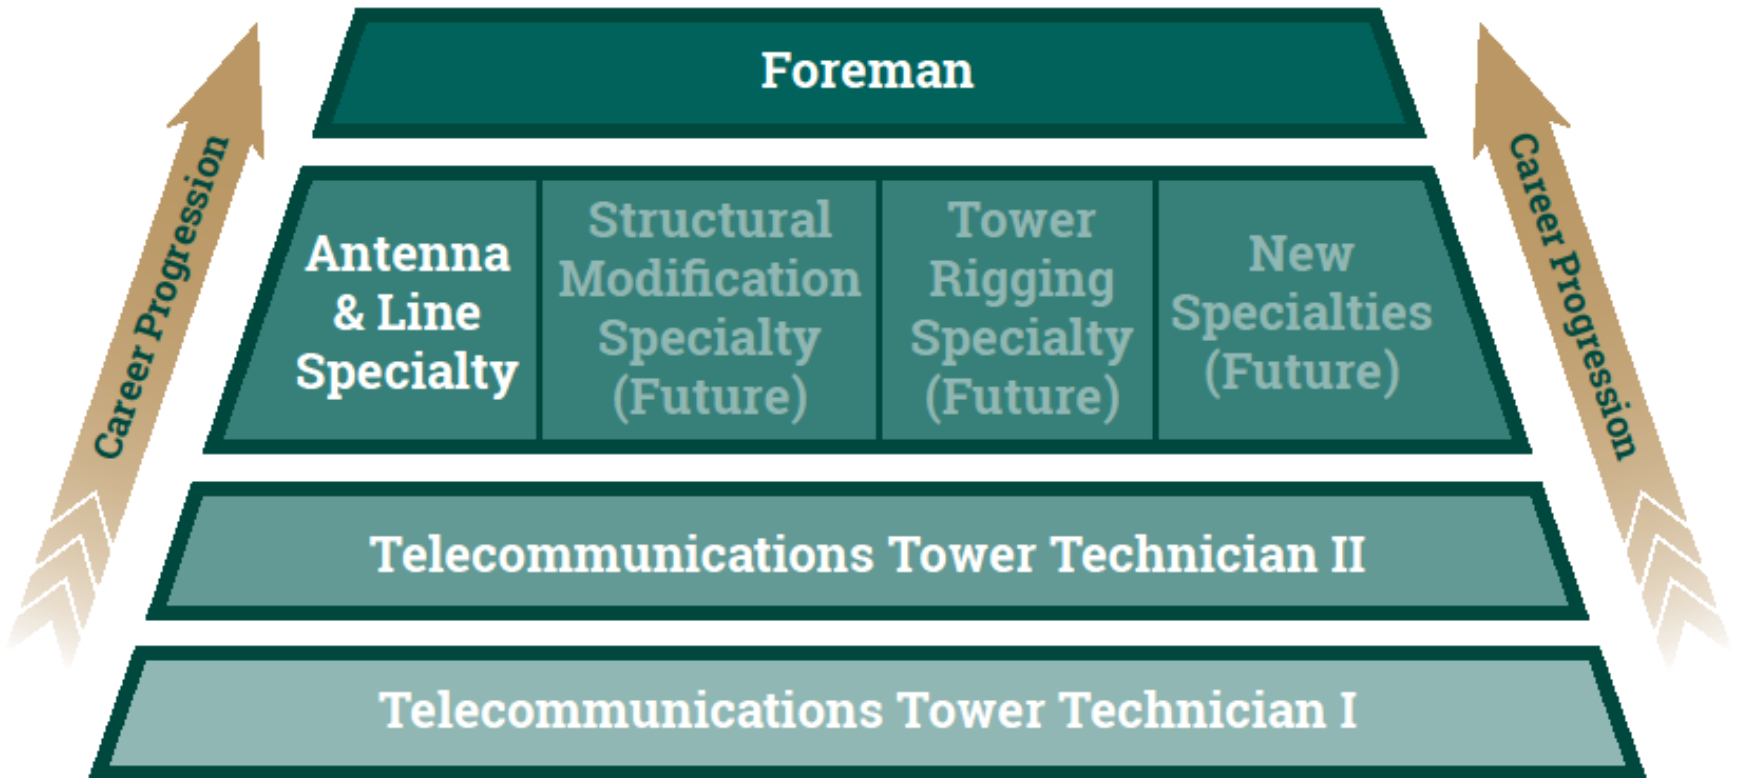 Foreman
Career Progression
Career Progression
Antenna
& Line
Specialty
Structural
Modification
Specialty
(Future)
Tower
Rigging
Specialty
(Future)
New
Specialties
(Future)
Telecommunications Tower Technician II
Telecommunications Tower Technician I